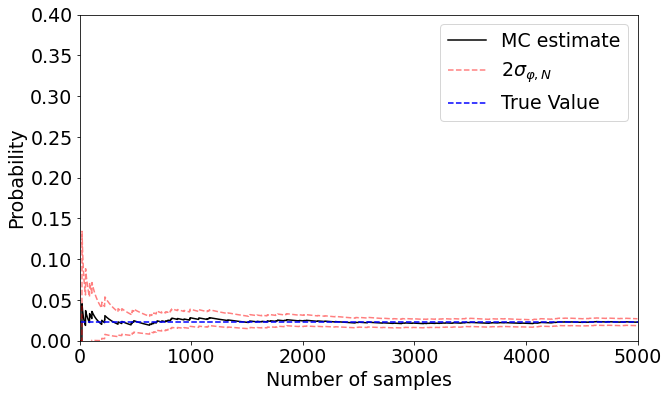 0.40
0.35
0.30
0.25
0.20
0.15
0.10
0.05
0.00
Probability
MC estimate
2σφ,N
True Value
0 1000 2000 3000 4000 5000
Number of samples